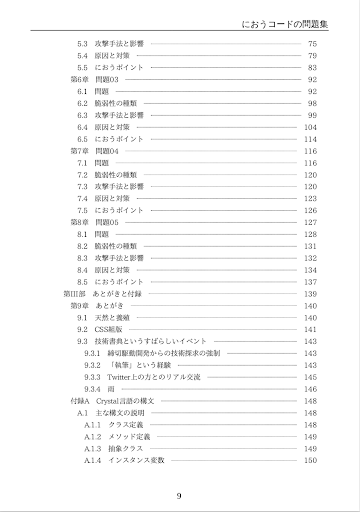 におうコードの問題集
5.3 攻撃手法と影響 75
5.4 原因と対策 79
5.5 におうポイント 83
第6章 問題03 92
6.1 問題 92
6.2 脆弱性の種類 98
6.3 攻撃手法と影響 99
6.4 原因と対策 104
6.5 におうポイント 114
第7章 問題04 116
7.1 問題 116
7.2 脆弱性の種類 120
7.3 攻撃手法と影響 120
7.4 原因と対策 123
7.5 におうポイント 126
第8章 問題05 127
8.1 問題 128
8.2 脆弱性の種類 131
8.3 攻撃手法と影響 132
8.4 原因と対策 134
8.5 におうポイント 137
第III部 あとがきと付録 139
第9章 あとがき 140
9.1 天然と養殖 140
9.2 CSS組版 141
9.3 技術書典というすばらしいイベント 143
9.3.1 締切駆動開発からの技術探求の強制 143
9.3.2 「執筆」という経験 143
9.3.3 Twitter上の方とのリアル交流 145
9.3.4 雨 146
付録A Crystal言語の構文 148
A.1 主な構文の説明 148
A.1.1 クラス定義 148
A.1.2 メソッド定義 149
A.1.3 抽象クラス 149
A.1.4 インスタンス変数 150
9